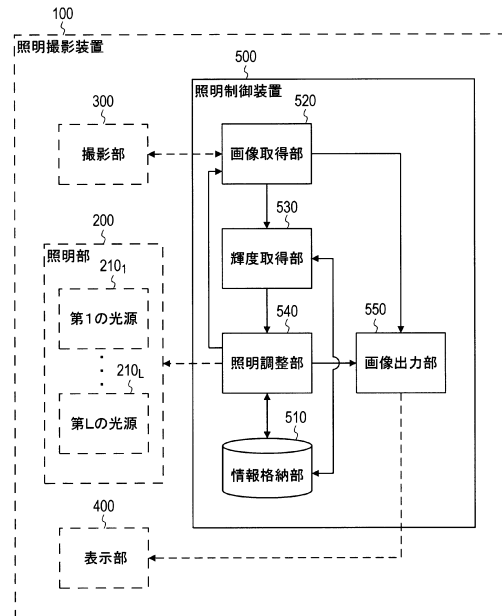 100
照明撮影装置
500
照明制御装置
300
撮影部
520
画像取得部
530
輝度取得部
200
照明部
210₁
第1の光源
210L
第Lの光源
540
照明調整部
550
画像出力部
510
情報格納部
400
表示部